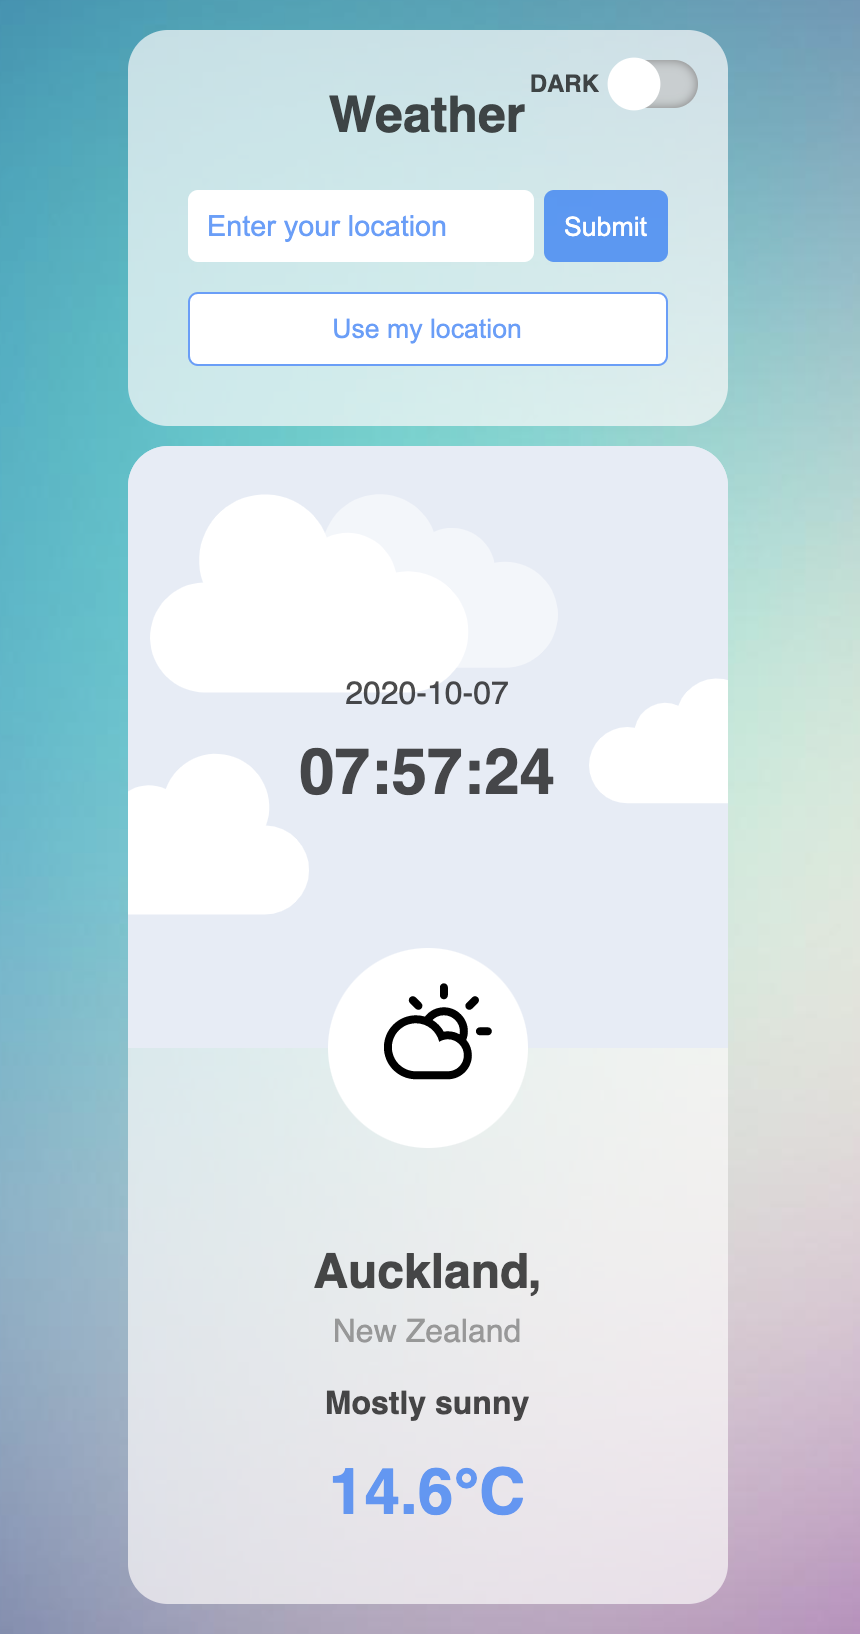 DARK
Weather
Enter your location
Submit
Use my location
2020-10-07
07:57:24
Auckland,
New Zealand
Mostly sunny
14.6°C